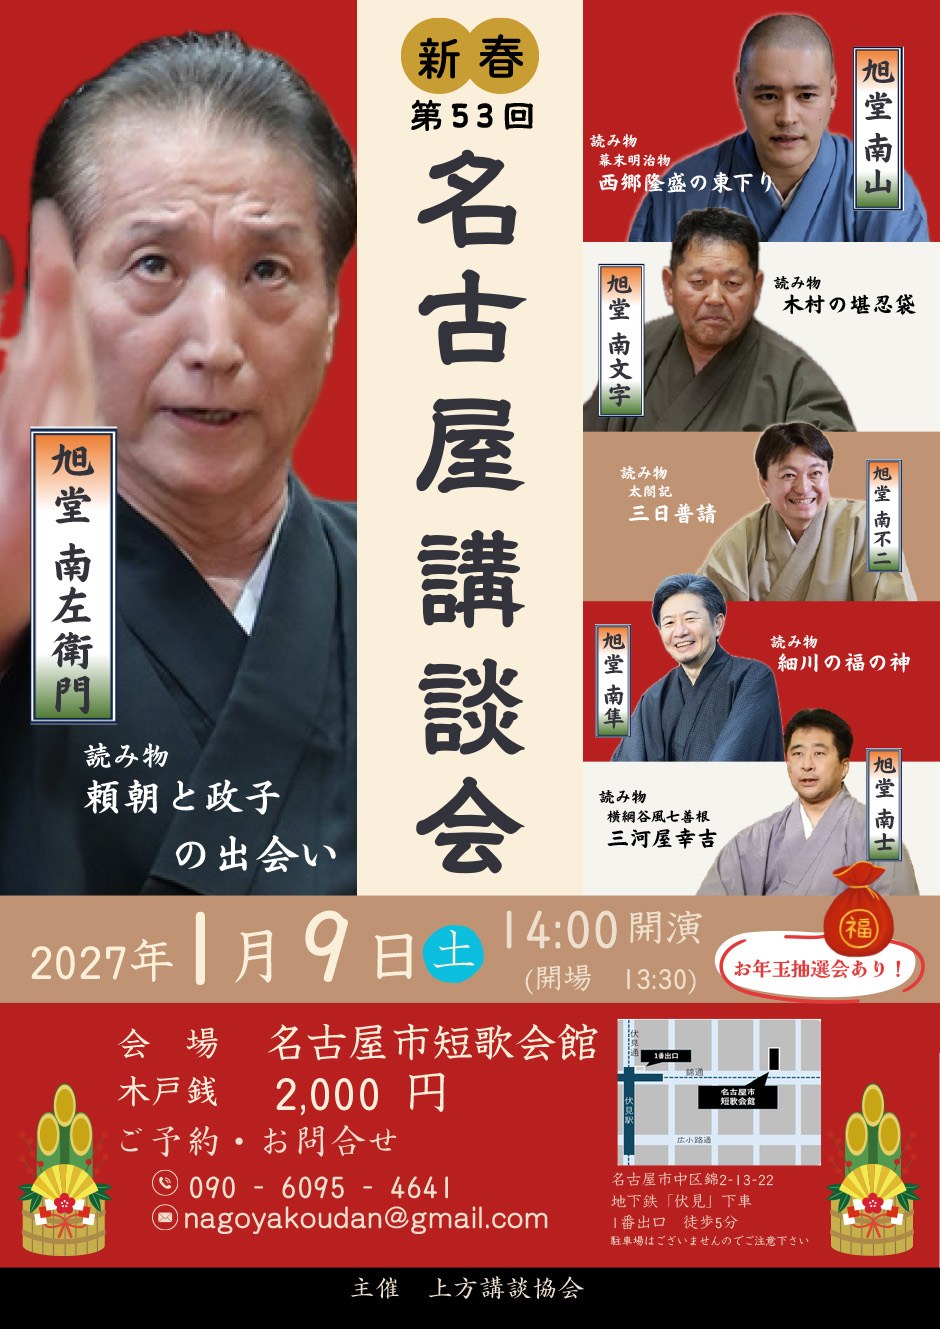 新春
第53回
名古屋講談会
旭堂 南左衛門
読み物
頼朝と政子
の出会い
旭堂 南山
読み物
幕末明治物
西郷隆盛の東下り
旭堂 南文字
読み物
木村の堪忍袋
読み物
太閤記
三日普請
旭堂 南不二
旭堂 南隼
読み物
細川の福の神
読み物
横綱谷風七善根
三河屋幸吉
旭堂 南士
2027年1月9日土 14:00開演
(開場 13:30)
福
お年玉抽選会あり！
会 場 名古屋市短歌会館
木戸銭 2,000 円
ご予約・お問合せ
090 - 6095 - 4641
nagoyakoudan@gmail.com
伏見通
1番出口
錦通
名古屋市
短歌会館
伏見駅
広小路通
名古屋市中区錦2-13-22
地下鉄「伏見」下車
1番出口 徒歩5分
駐車場はございませんのでご注意下さい
主催 上方講談協会